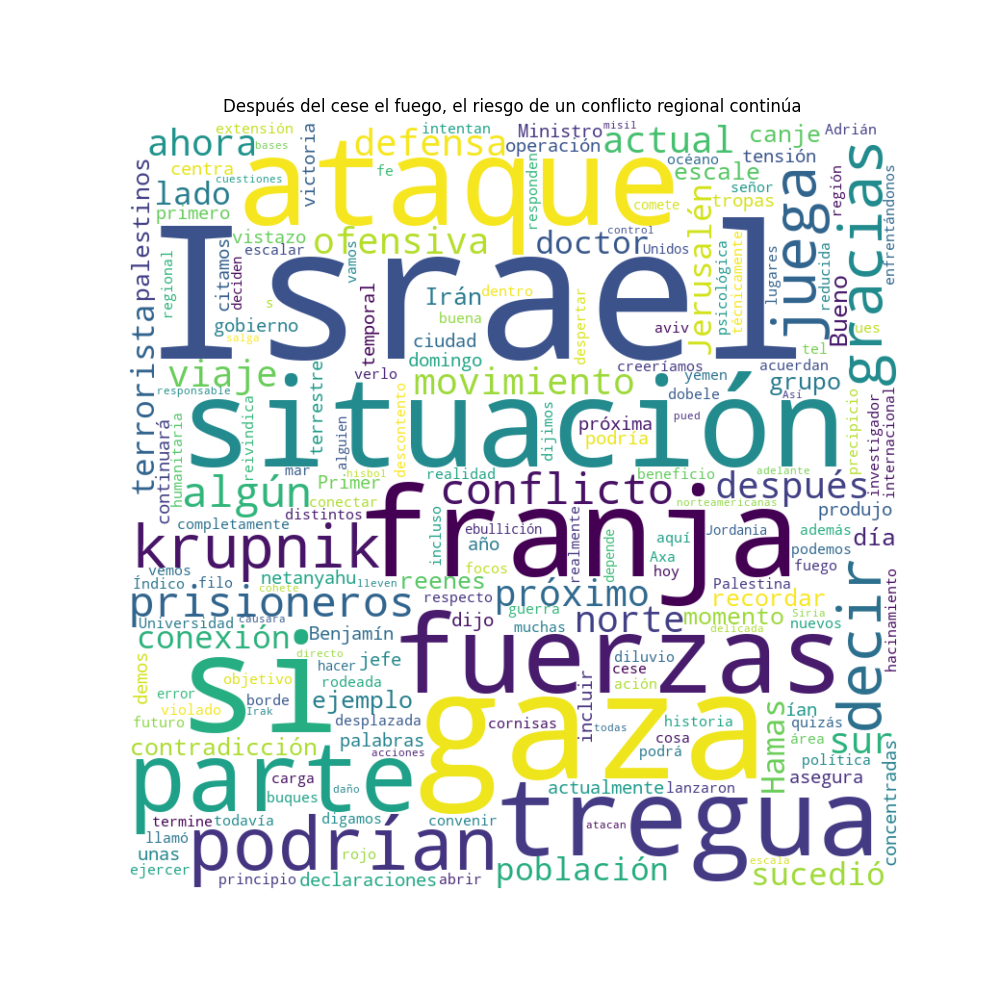 Después del cese el fuego, el riesgo de un conflicto regional continúa
extensión
bases
cuestiones
ahora
centra
lado
primero
victoria
fe
intentan
defensa
ataque
misil
Ministro
operación
océano
responden
comete
actual
escale
canje
tensión
señor
tropas
Adrián
región
enfrentándonos
gracias
juega
terroristapalestinos
vistazo
escalar
citamos
deciden
regional
s
gobierno
salga
vamos
ofensiva
doctor
control
Unidos
Jerusalén
psicológica
técnicamente
lugares
reducida
Bueno
Israel
temporal
Irán
dentro
buena
ciudad
domingo
despertar
aviv
tel
pues
verlo
creeríamos
acuerdan
viaje
responsable
movimiento
yemen
dobele
grupo
Así
precipicio
investigador
internacional
situación
continuará
humanitaria
reivindica
terrestre
alguien
descontento
dijimos
próxima
podría
pued
mar
hisbol
realidad
beneficio
adelante
algún
Primer
conectar
distintos
conflicto
norteamericanas
después
produjo
completamente
krupnik
franja
incluso
ebullición
año
realmente
depende
aquí
Axa
hoy
Jordania
además
podemos
fuego
día
vemos
Índico
filo
netanyahu
lleven
cohete
focos
reenes
respecto
Palestina
prisioneros
próximo
recordar
Siria
nuevos
hacinamiento
Universidad
causara
guerra
dijo
muchas
norte
momento
delicada
conexión
Benjamín
directo
hacer
jefe
fuerzas
diluvio
cese
ación
decir
demos
error
objetivo
rodeada
si
violado
Irak
borde
ejemplo
futuro
desplazada
cornisas
incluir
todas
historia
cosa
podrá
Hamas
ían
quizás
área
sur
política
contradicción
palabras
acciones
gaza
asegura
concentradas
parte
carga
daño
buques
actualmente
lanzaron
termine
todavía
digamos
convenir
tregua
atacan
llamó
unas
podrían
rojo
ejercer
principio
declaraciones
abrir
población
escala
sucedió